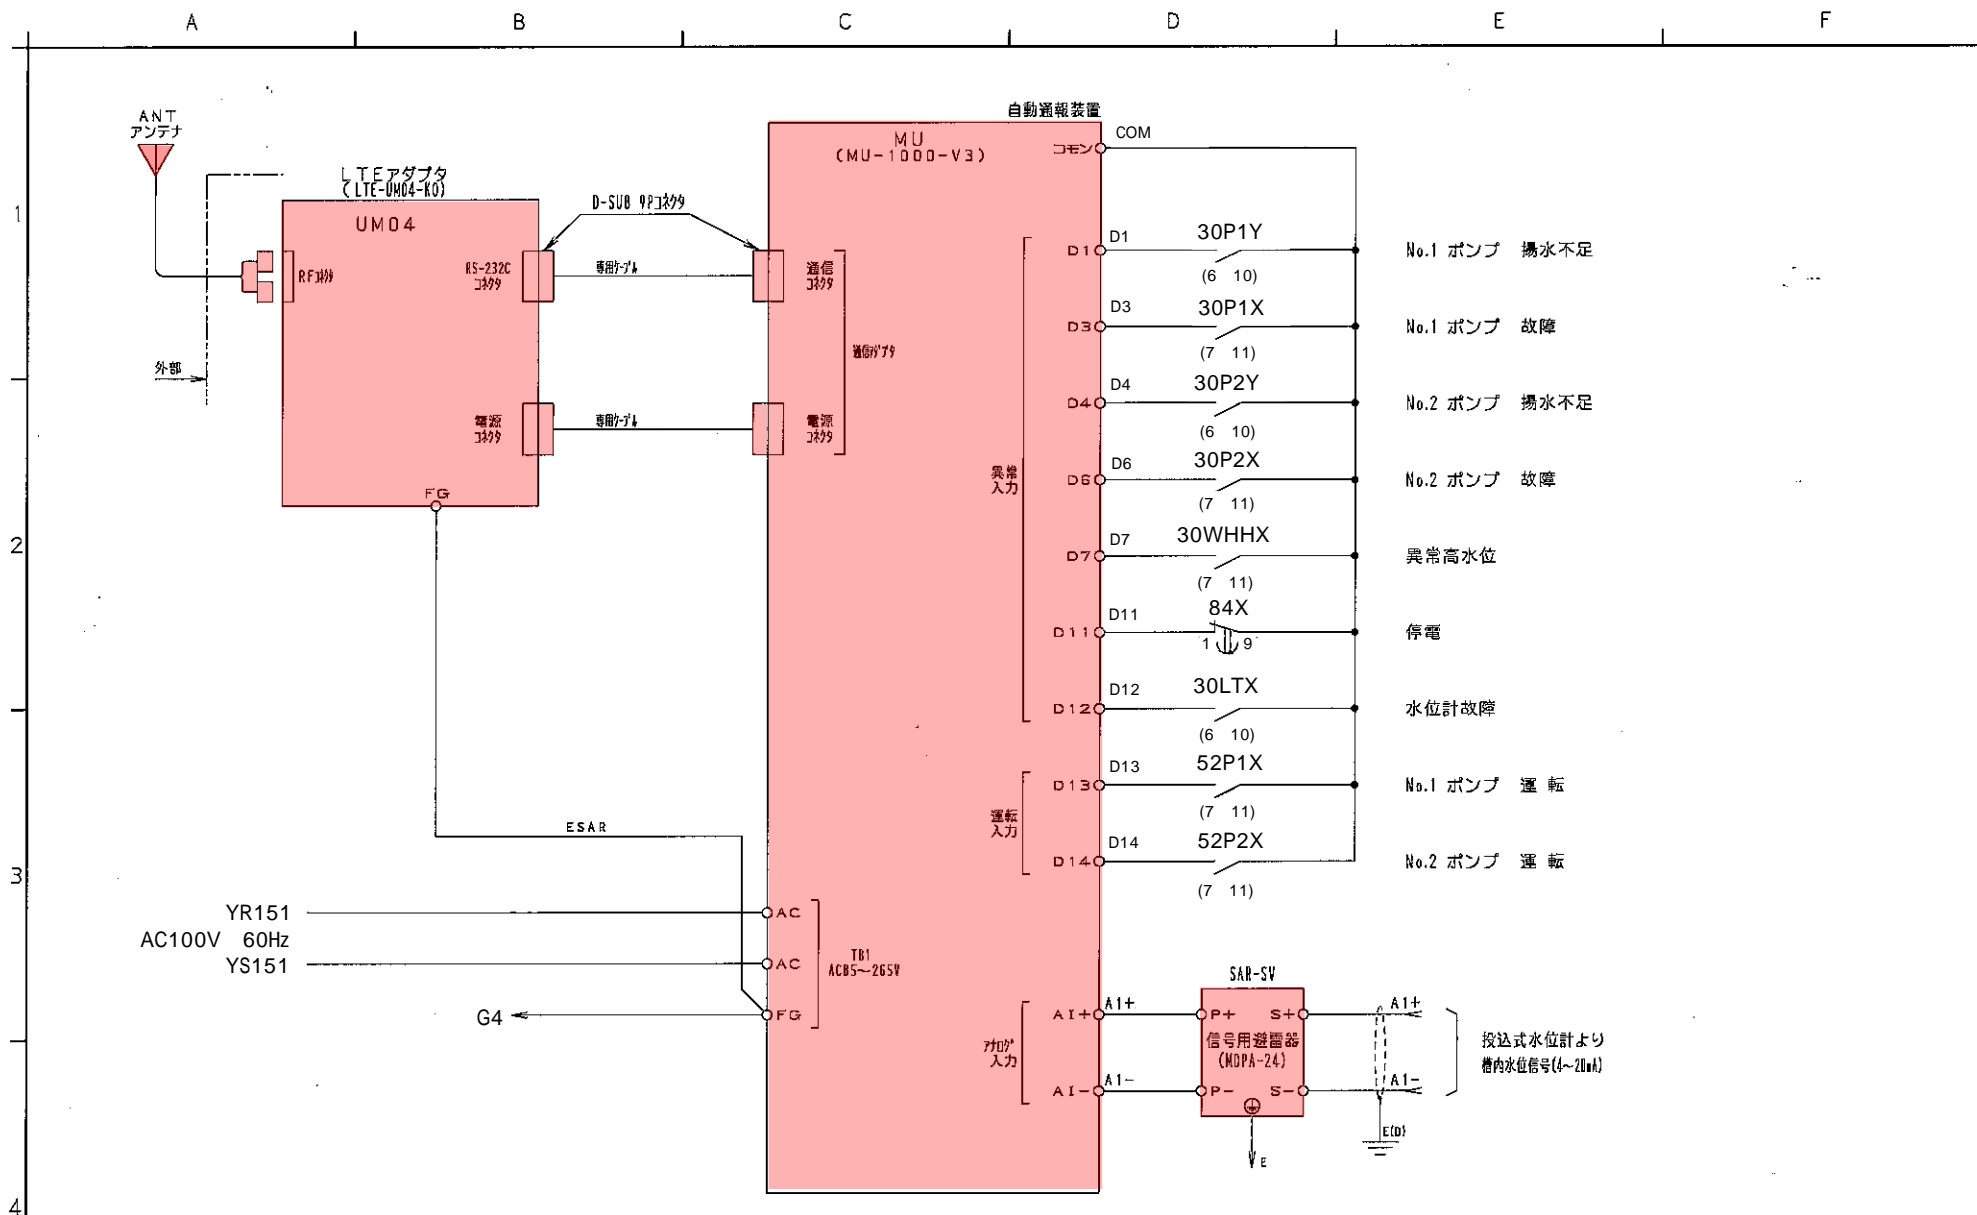 A B C D E F
1
2
3
4
ANT
アンテナ
外部
LTEアダプタ
(LTE-UM04-KO)
UM04
RFコネクタ
RS-232C
コネクタ
電源
コネクタ
FG
D-SUB 9Pコネクタ
専用ケーブル
専用ケーブル
ESAR
YR151
AC100V 60Hz
YS151
G4
自動通報装置
MU
(MU-1000-V3)
通信
コネクタ
通信アダプタ
電源
コネクタ
AC
AC
FG
TB1
AC85～265V
コモン COM
異常
入力
D1 D1 30P1Y No.1 ポンプ 揚水不足
(6 10)
D3 D3 30P1X No.1 ポンプ 故障
(7 11)
D4 D4 30P2Y No.2 ポンプ 揚水不足
(6 10)
D6 D6 30P2X No.2 ポンプ 故障
(7 11)
D7 D7 30WHHX 異常高水位
(7 11)
D11 D11 84X 停電
1 9
D12 D12 30LTX 水位計故障
(6 10)
運転
入力
D13 D13 52P1X No.1 ポンプ 運転
(7 11)
D14 D14 52P2X No.2 ポンプ 運転
(7 11)
アナログ
入力
AI+ A1+
AI- A1-
SAR-SV
P+ S+
信号用避雷器
(MDPA-24)
P- S-
E
A1+
A1-
E(D)
投込式水位計より
槽内水位信号(4～20mA)